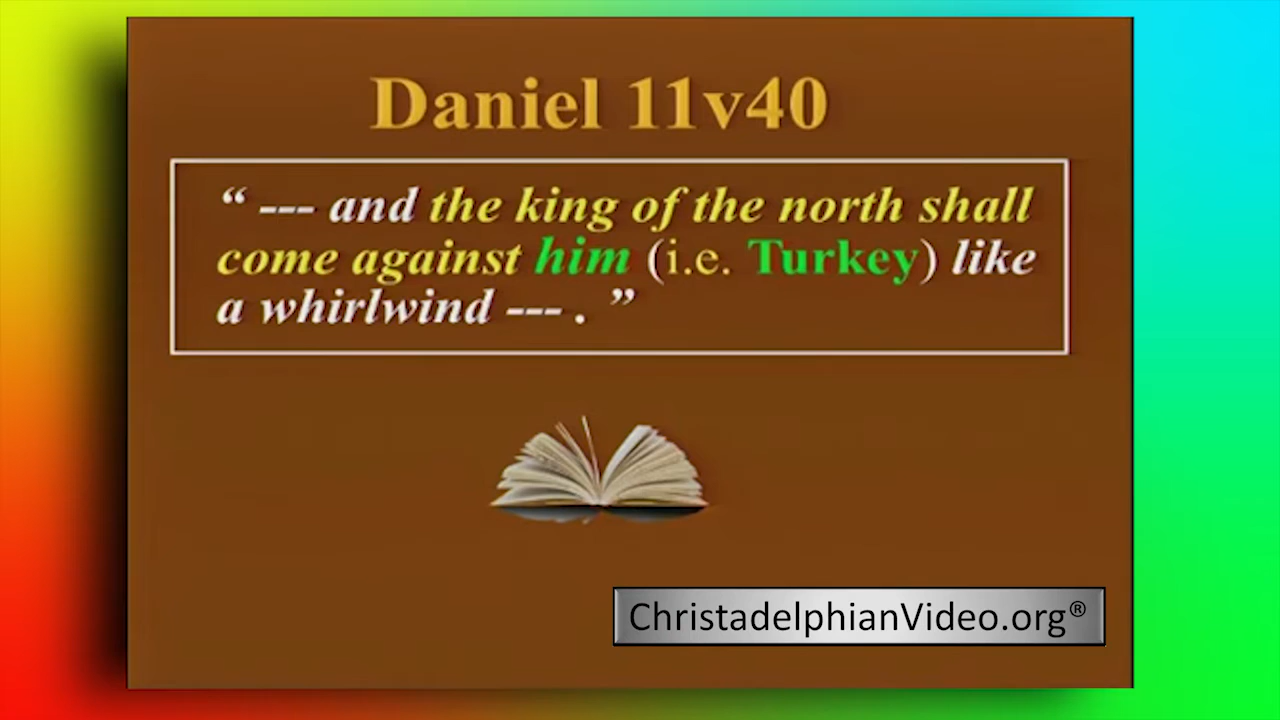 Daniel 11v40
“ --- and the king of the north shall
come against him (i.e. Turkey) like
a whirlwind --- . ”
ChristadelphianVideo.org®